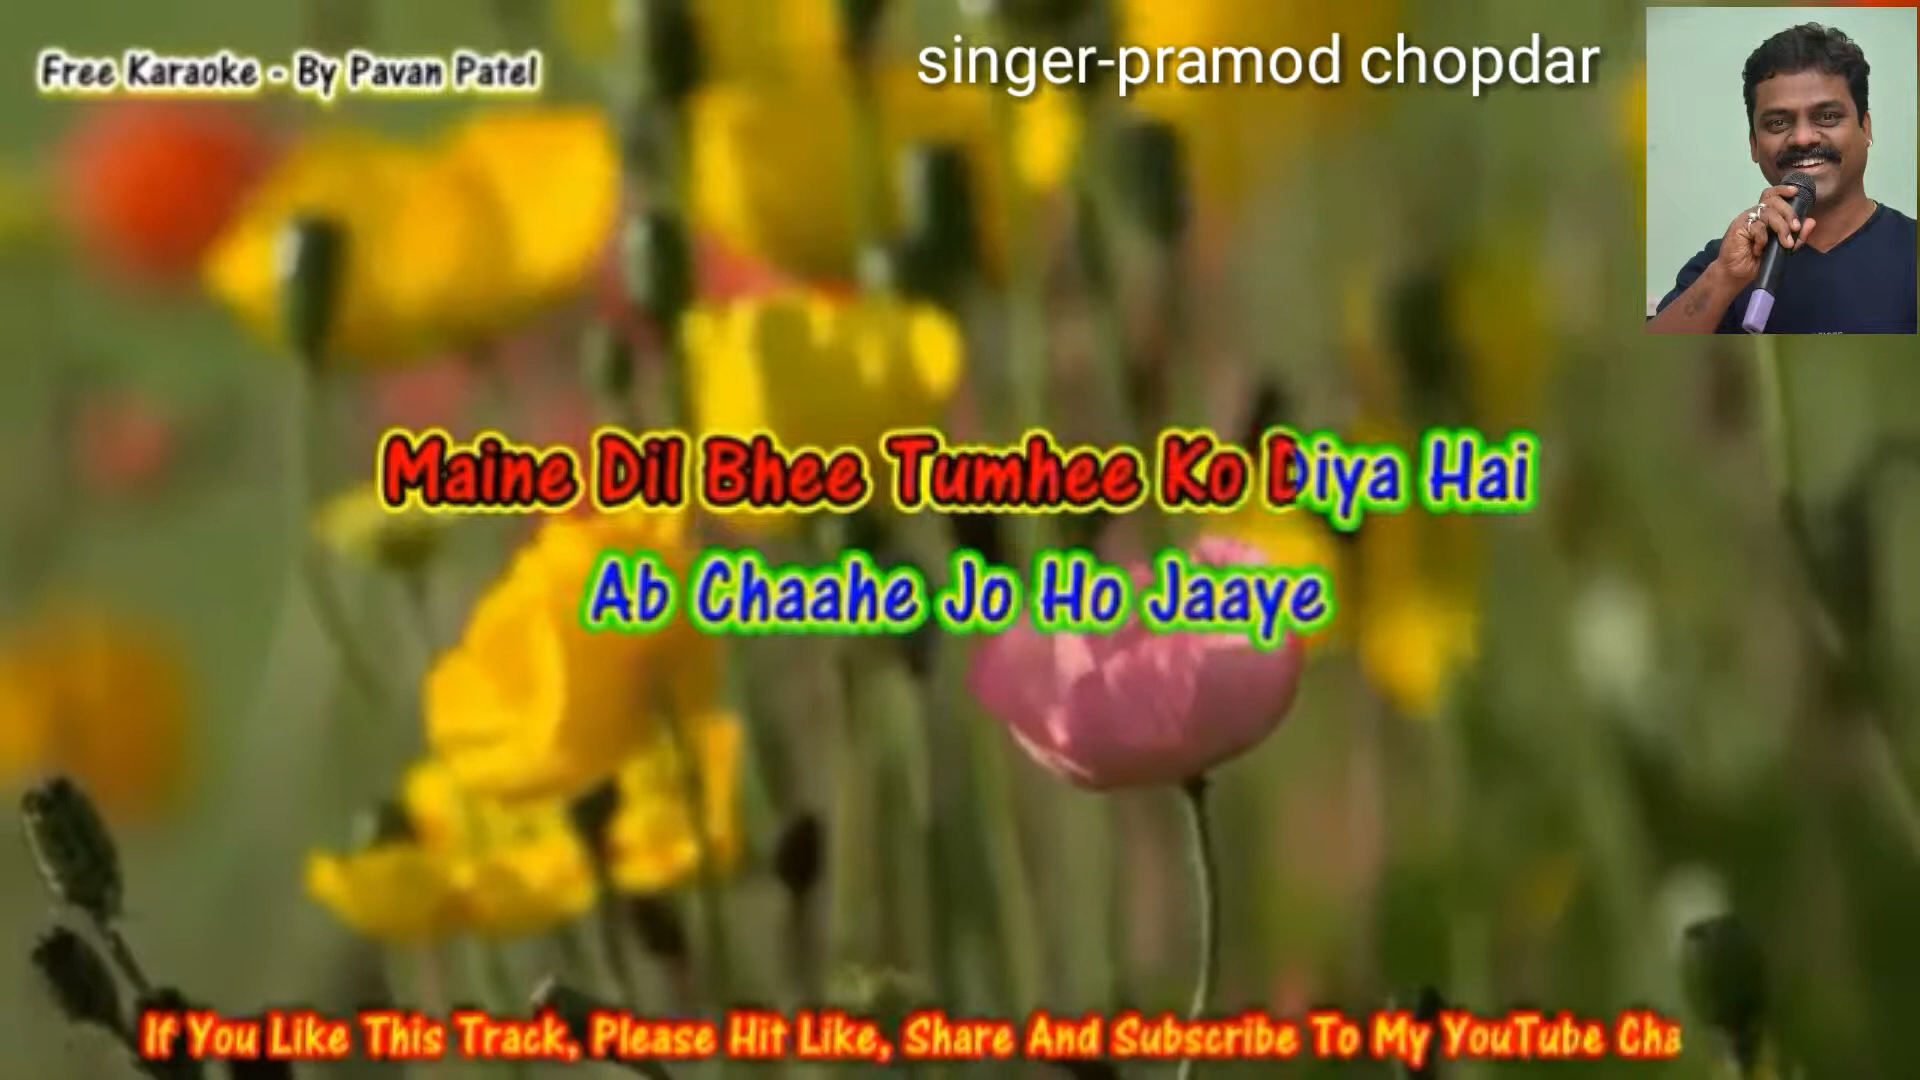 Free Karaoke - By Pavan Patel
singer-pramod chopdar
Maine Dil Bhee Tumhee Ko Diya Hai
Ab Chaahe Jo Ho Jaaye
If You Like This Track, Please Hit Like, Share And Subscribe To My YouTube Cha